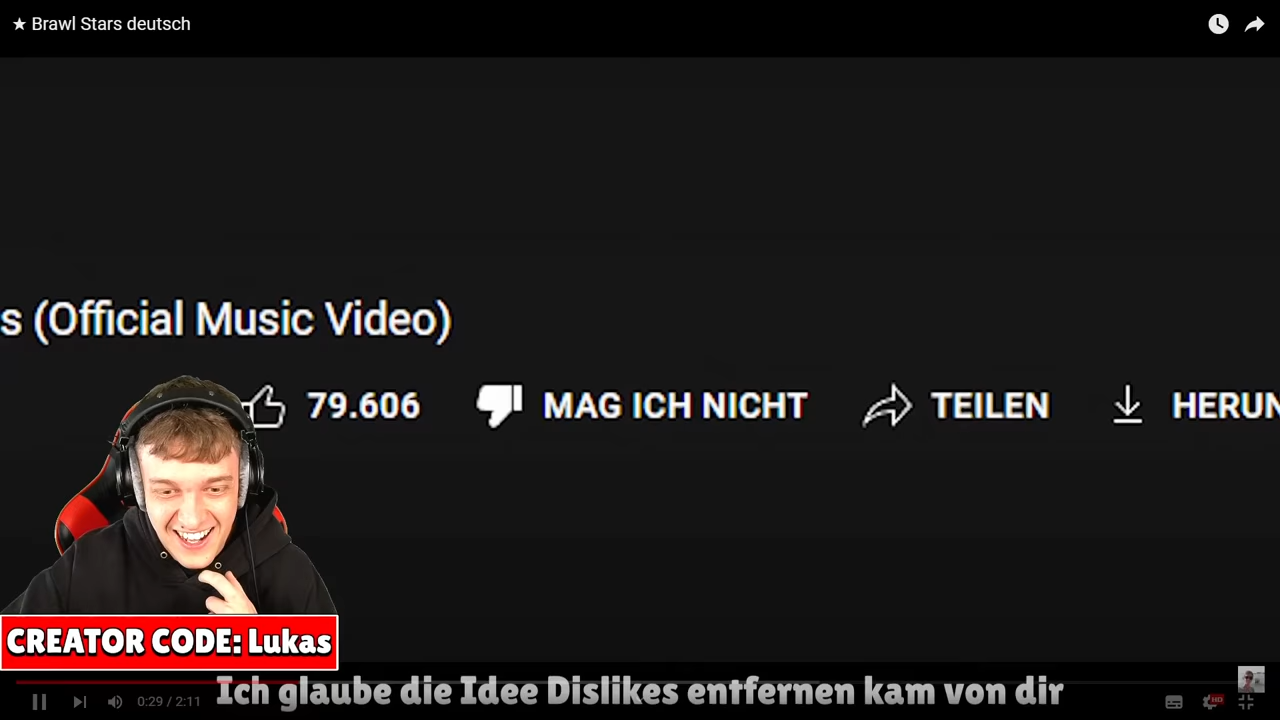 ★ Brawl Stars deutsch
s (Official Music Video)
79.606 MAG ICH NICHT TEILEN HERUN
CREATOR CODE: Lukas
Ich glaube die Idee Dislikes entfernen kam von dir
0:29 / 2:11
HD